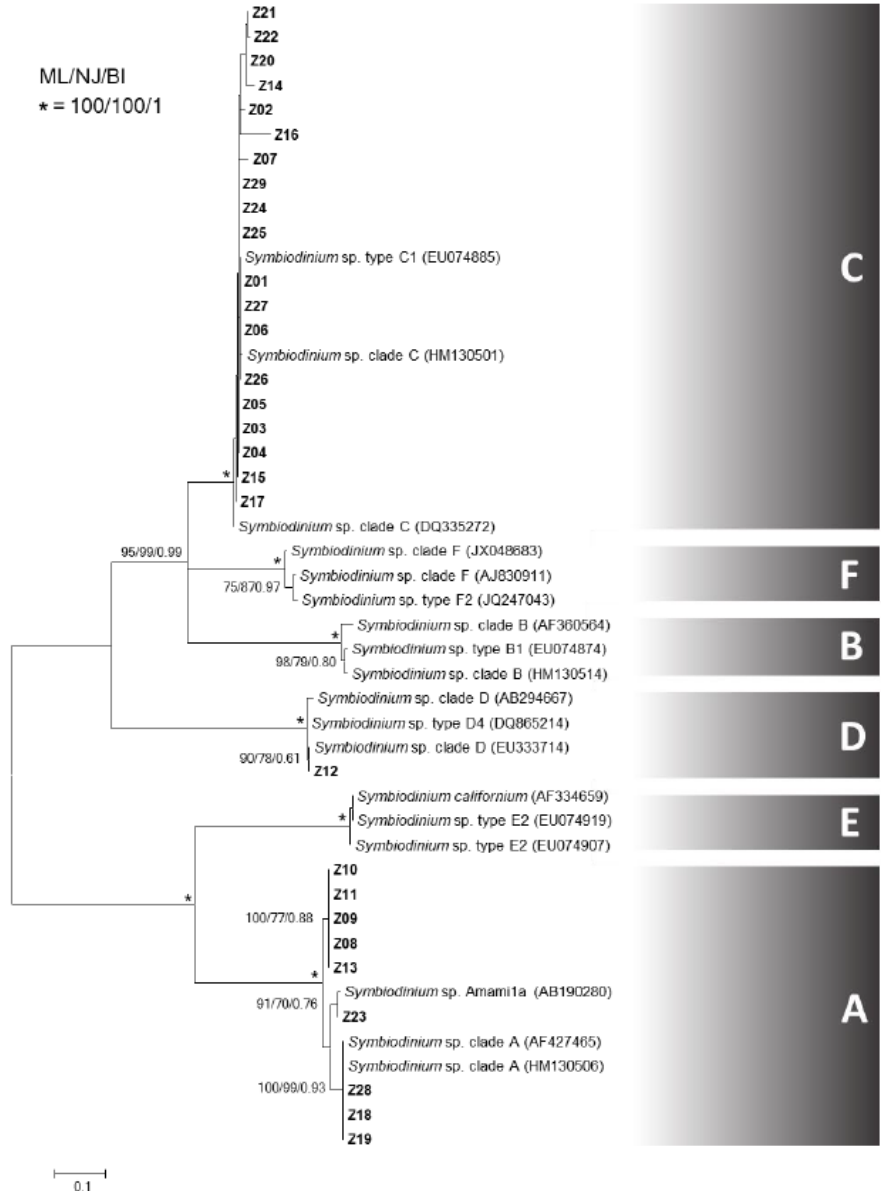 ML/NJ/BI
* = 100/100/1
Z21
Z22
Z20
Z14
Z02
Z16
Z07
Z29
Z24
Z25
Symbiodinium sp. type C1 (EU074885)
Z01
Z27
Z06
Symbiodinium sp. clade C (HM130501)
Z26
Z05
Z03
Z04
*
Z15
Z17
Symbiodinium sp. clade C (DQ335272)
C
95/99/0.99
Symbiodinium sp. clade F (JX048683)
*
Symbiodinium sp. clade F (AJ830911)
75/870.97
Symbiodinium sp. type F2 (JQ247043)
F
Symbiodinium sp. clade B (AF360564)
*
Symbiodinium sp. type B1 (EU074874)
98/79/0.80
Symbiodinium sp. clade B (HM130514)
B
Symbiodinium sp. clade D (AB294667)
*
Symbiodinium sp. type D4 (DQ865214)
Symbiodinium sp. clade D (EU333714)
90/78/0.61
Z12
D
Symbiodinium californium (AF334659)
*
Symbiodinium sp. type E2 (EU074919)
Symbiodinium sp. type E2 (EU074907)
E
*
Z10
Z11
100/77/0.88
Z09
Z08
Z13
*
Symbiodinium sp. Amami1a (AB190280)
91/70/0.76
Z23
Symbiodinium sp. clade A (AF427465)
Symbiodinium sp. clade A (HM130506)
100/99/0.93
Z28
Z18
Z19
A
0.1